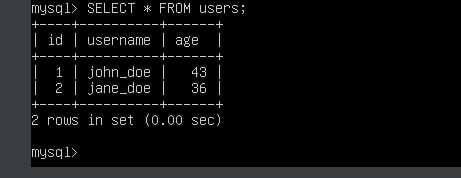 mysql> SELECT * FROM users;
+----+----------+------+
| id | username | age  |
+----+----------+------+
|  1 | john_doe |   43 |
|  2 | jane_doe |   36 |
+----+----------+------+
2 rows in set (0.00 sec)
mysql>